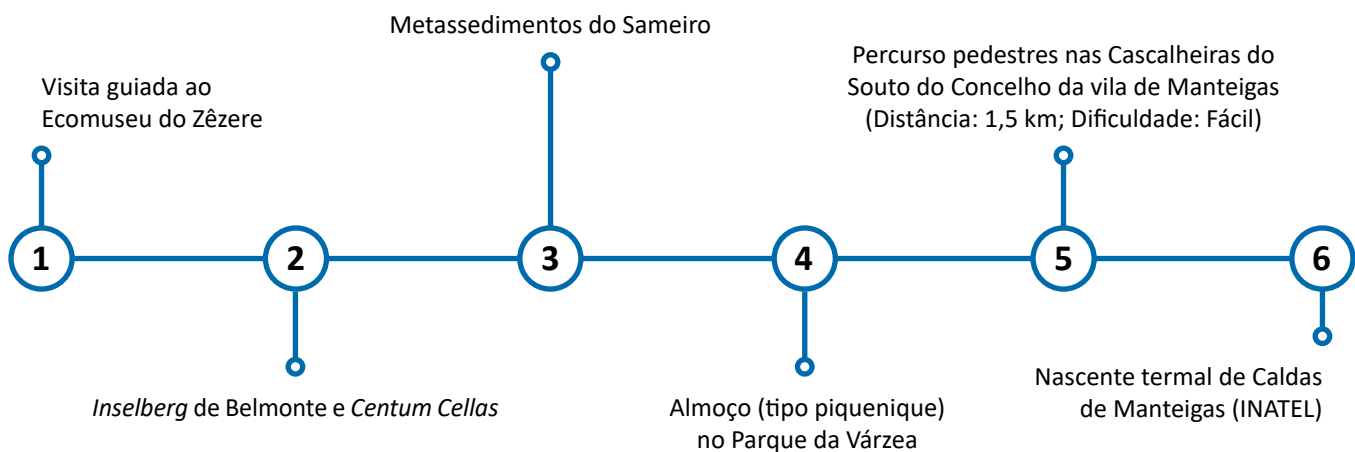 Visita guiada ao
Ecomuseu do Zêzere
Metassedimentos do Sameiro
Percurso pedestres nas Cascalheiras do
Souto do Concelho da vila de Manteigas
(Distância: 1,5 km; Dificuldade: Fácil)
1
2
3
4
5
6
Inselberg de Belmonte e Centum Cellas
Almoço (tipo piquenique)
no Parque da Várzea
Nascente termal de Caldas
de Manteigas (INATEL)